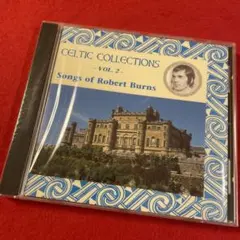 CELTIC COLLECTIONS
- VOL. 2 -
Songs of Robert Burns